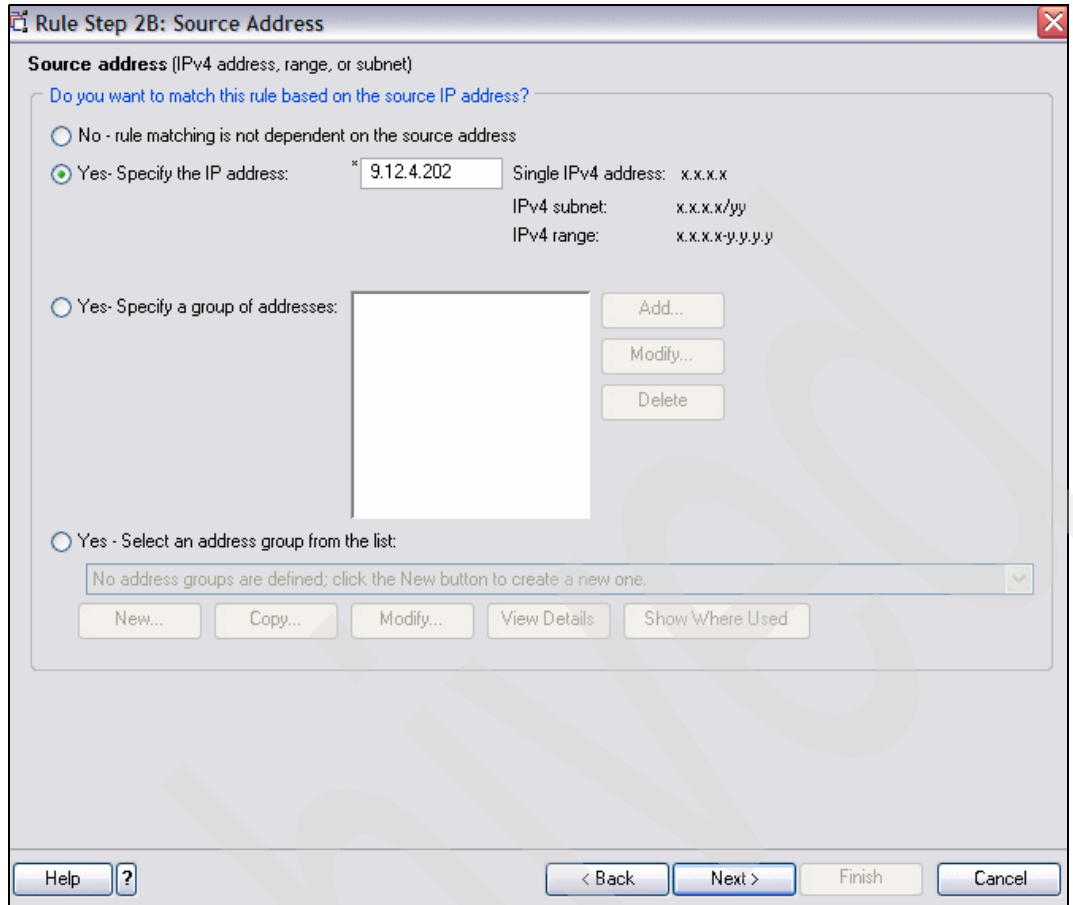 Rule Step 2B: Source Address
Source address (IPv4 address, range, or subnet)
Do you want to match this rule based on the source IP address?
No - rule matching is not dependent on the source address
Yes- Specify the IP address: * 9.12.4.202 Single IPv4 address: x.x.x.x
IPv4 subnet: x.x.x.x/yy
IPv4 range: x.x.x.x-y.y.y.y
Yes- Specify a group of addresses: Add...
Modify...
Delete
Yes - Select an address group from the list:
No address groups are defined; click the New button to create a new one.
New... Copy... Modify... View Details Show Where Used
Help ? < Back Next > Finish Cancel